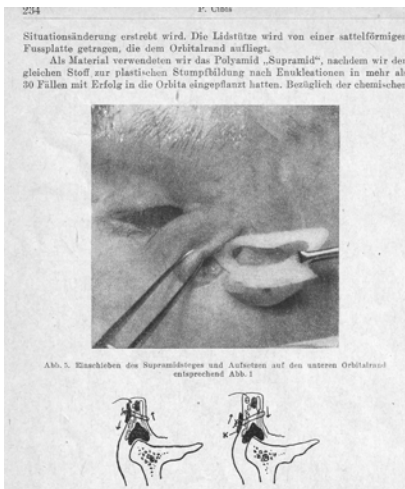 234
Situationsänderung erstrebt wird. Die Lidstütze wird von einer sattelförmigen
Fussplatte getragen, die dem Orbitalrand aufliegt.
Als Material verwendeten wir das Polyamid „Supramid“, nachdem wir den
gleichen Stoff zur plastischen Stumpfbildung nach Enukleationen in mehr als
30 Fällen mit Erfolg in die Orbita eingepflanzt hatten. Bezüglich der chemischen
Abb. 3. Einschieben des Supramidsteges und Aufsetzen auf den unteren Orbitalrand
entsprechend Abb. 1